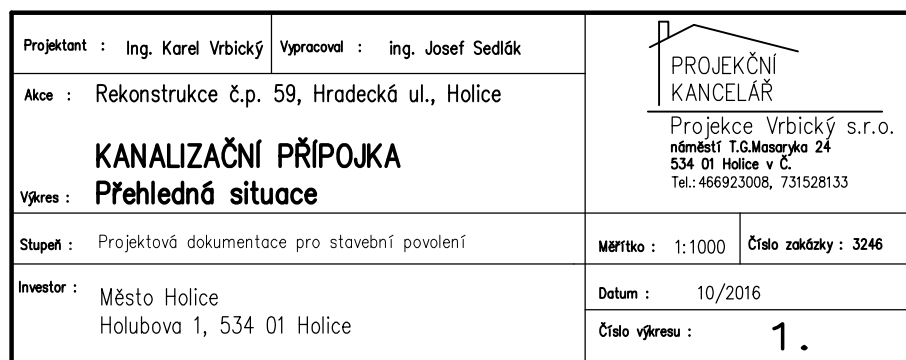 Projektant : Ing. Karel Vrbický Vypracoval : ing. Josef Sedlák
Akce : Rekonstrukce č.p. 59, Hradecká ul., Holice
KANALIZAČNÍ PŘÍPOJKA
Výkres : Přehledná situace
PROJEKČNÍ
KANCELÁŘ
Projekce Vrbický s.r.o.
náměstí T.G.Masaryka 24
534 01 Holice v Č.
Tel.: 466923008, 731528133
Stupeň : Projektová dokumentace pro stavební povolení
Měřítko : 1:1000 Číslo zakázky : 3246
Investor : Město Holice
Holubova 1, 534 01 Holice
Datum : 10/2016
Číslo výkresu : 1.